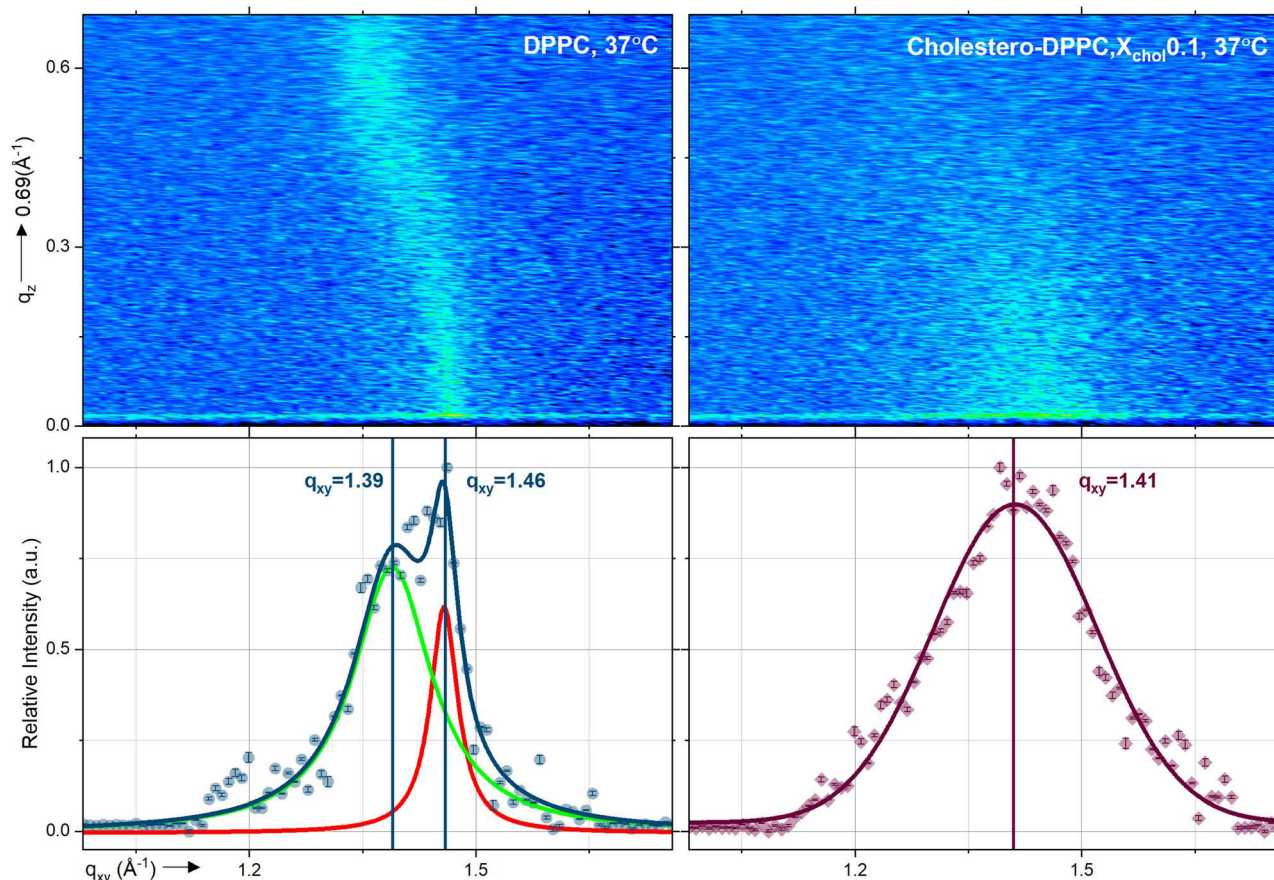 DPPC, 37°C
Cholestero-DPPC,Xchol0.1, 37°C
qz → 0.69(Å-1)
0.6
0.3
0.0
qxy=1.39
qxy=1.46
qxy=1.41
Relative Intensity (a.u.)
1.0
0.5
0.0
qxy (Å-1) →
1.2
1.5
1.2
1.5